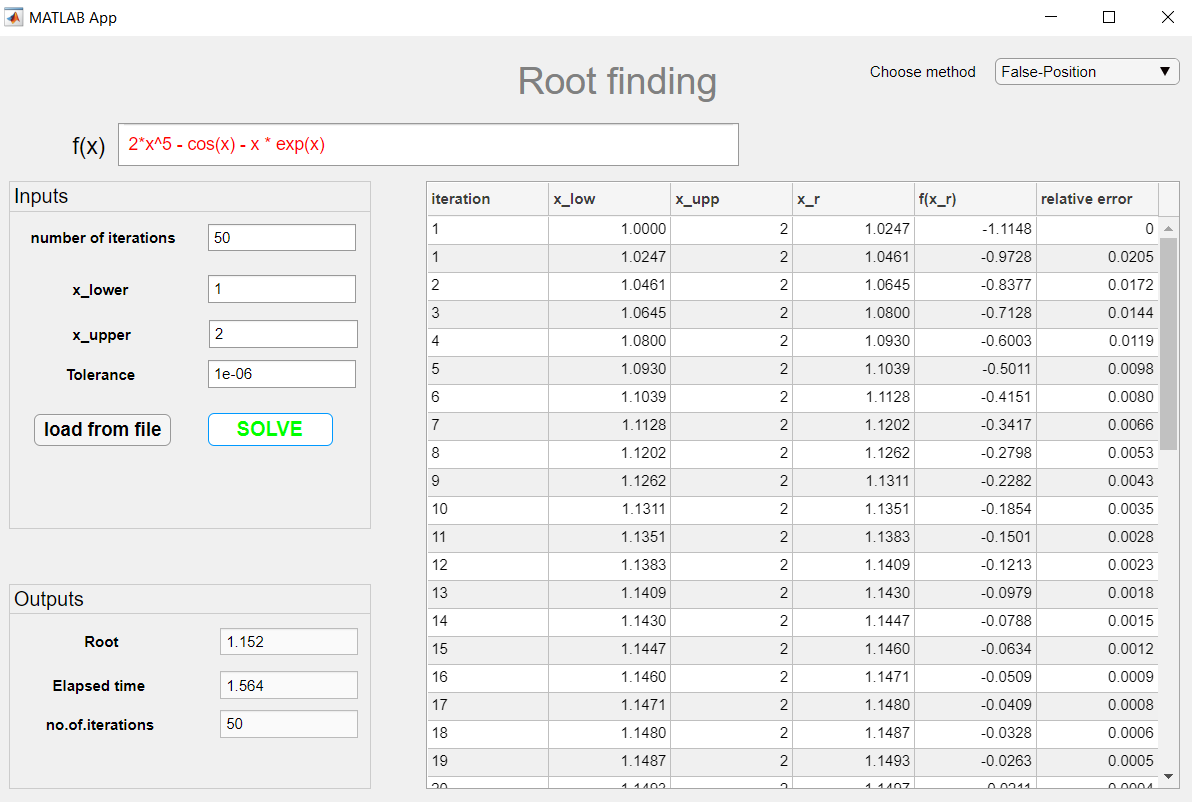 MATLAB App
Root finding
Choose method False-Position
f(x) 2*x^5 - cos(x) - x * exp(x)
Inputs
number of iterations 50
x_lower 1
x_upper 2
Tolerance 1e-06
load from file SOLVE
Outputs
Root 1.152
Elapsed time 1.564
no.of.iterations 50
iteration x_low x_upp x_r f(x_r) relative error
1 1.0000 2 1.0247 -1.1148 0
1 1.0247 2 1.0461 -0.9728 0.0205
2 1.0461 2 1.0645 -0.8377 0.0172
3 1.0645 2 1.0800 -0.7128 0.0144
4 1.0800 2 1.0930 -0.6003 0.0119
5 1.0930 2 1.1039 -0.5011 0.0098
6 1.1039 2 1.1128 -0.4151 0.0080
7 1.1128 2 1.1202 -0.3417 0.0066
8 1.1202 2 1.1262 -0.2798 0.0053
9 1.1262 2 1.1311 -0.2282 0.0043
10 1.1311 2 1.1351 -0.1854 0.0035
11 1.1351 2 1.1383 -0.1501 0.0028
12 1.1383 2 1.1409 -0.1213 0.0023
13 1.1409 2 1.1430 -0.0979 0.0018
14 1.1430 2 1.1447 -0.0788 0.0015
15 1.1447 2 1.1460 -0.0634 0.0012
16 1.1460 2 1.1471 -0.0509 0.0009
17 1.1471 2 1.1480 -0.0409 0.0008
18 1.1480 2 1.1487 -0.0328 0.0006
19 1.1487 2 1.1493 -0.0263 0.0005
20 1.1493 2 1.1497 -0.0211 0.0004